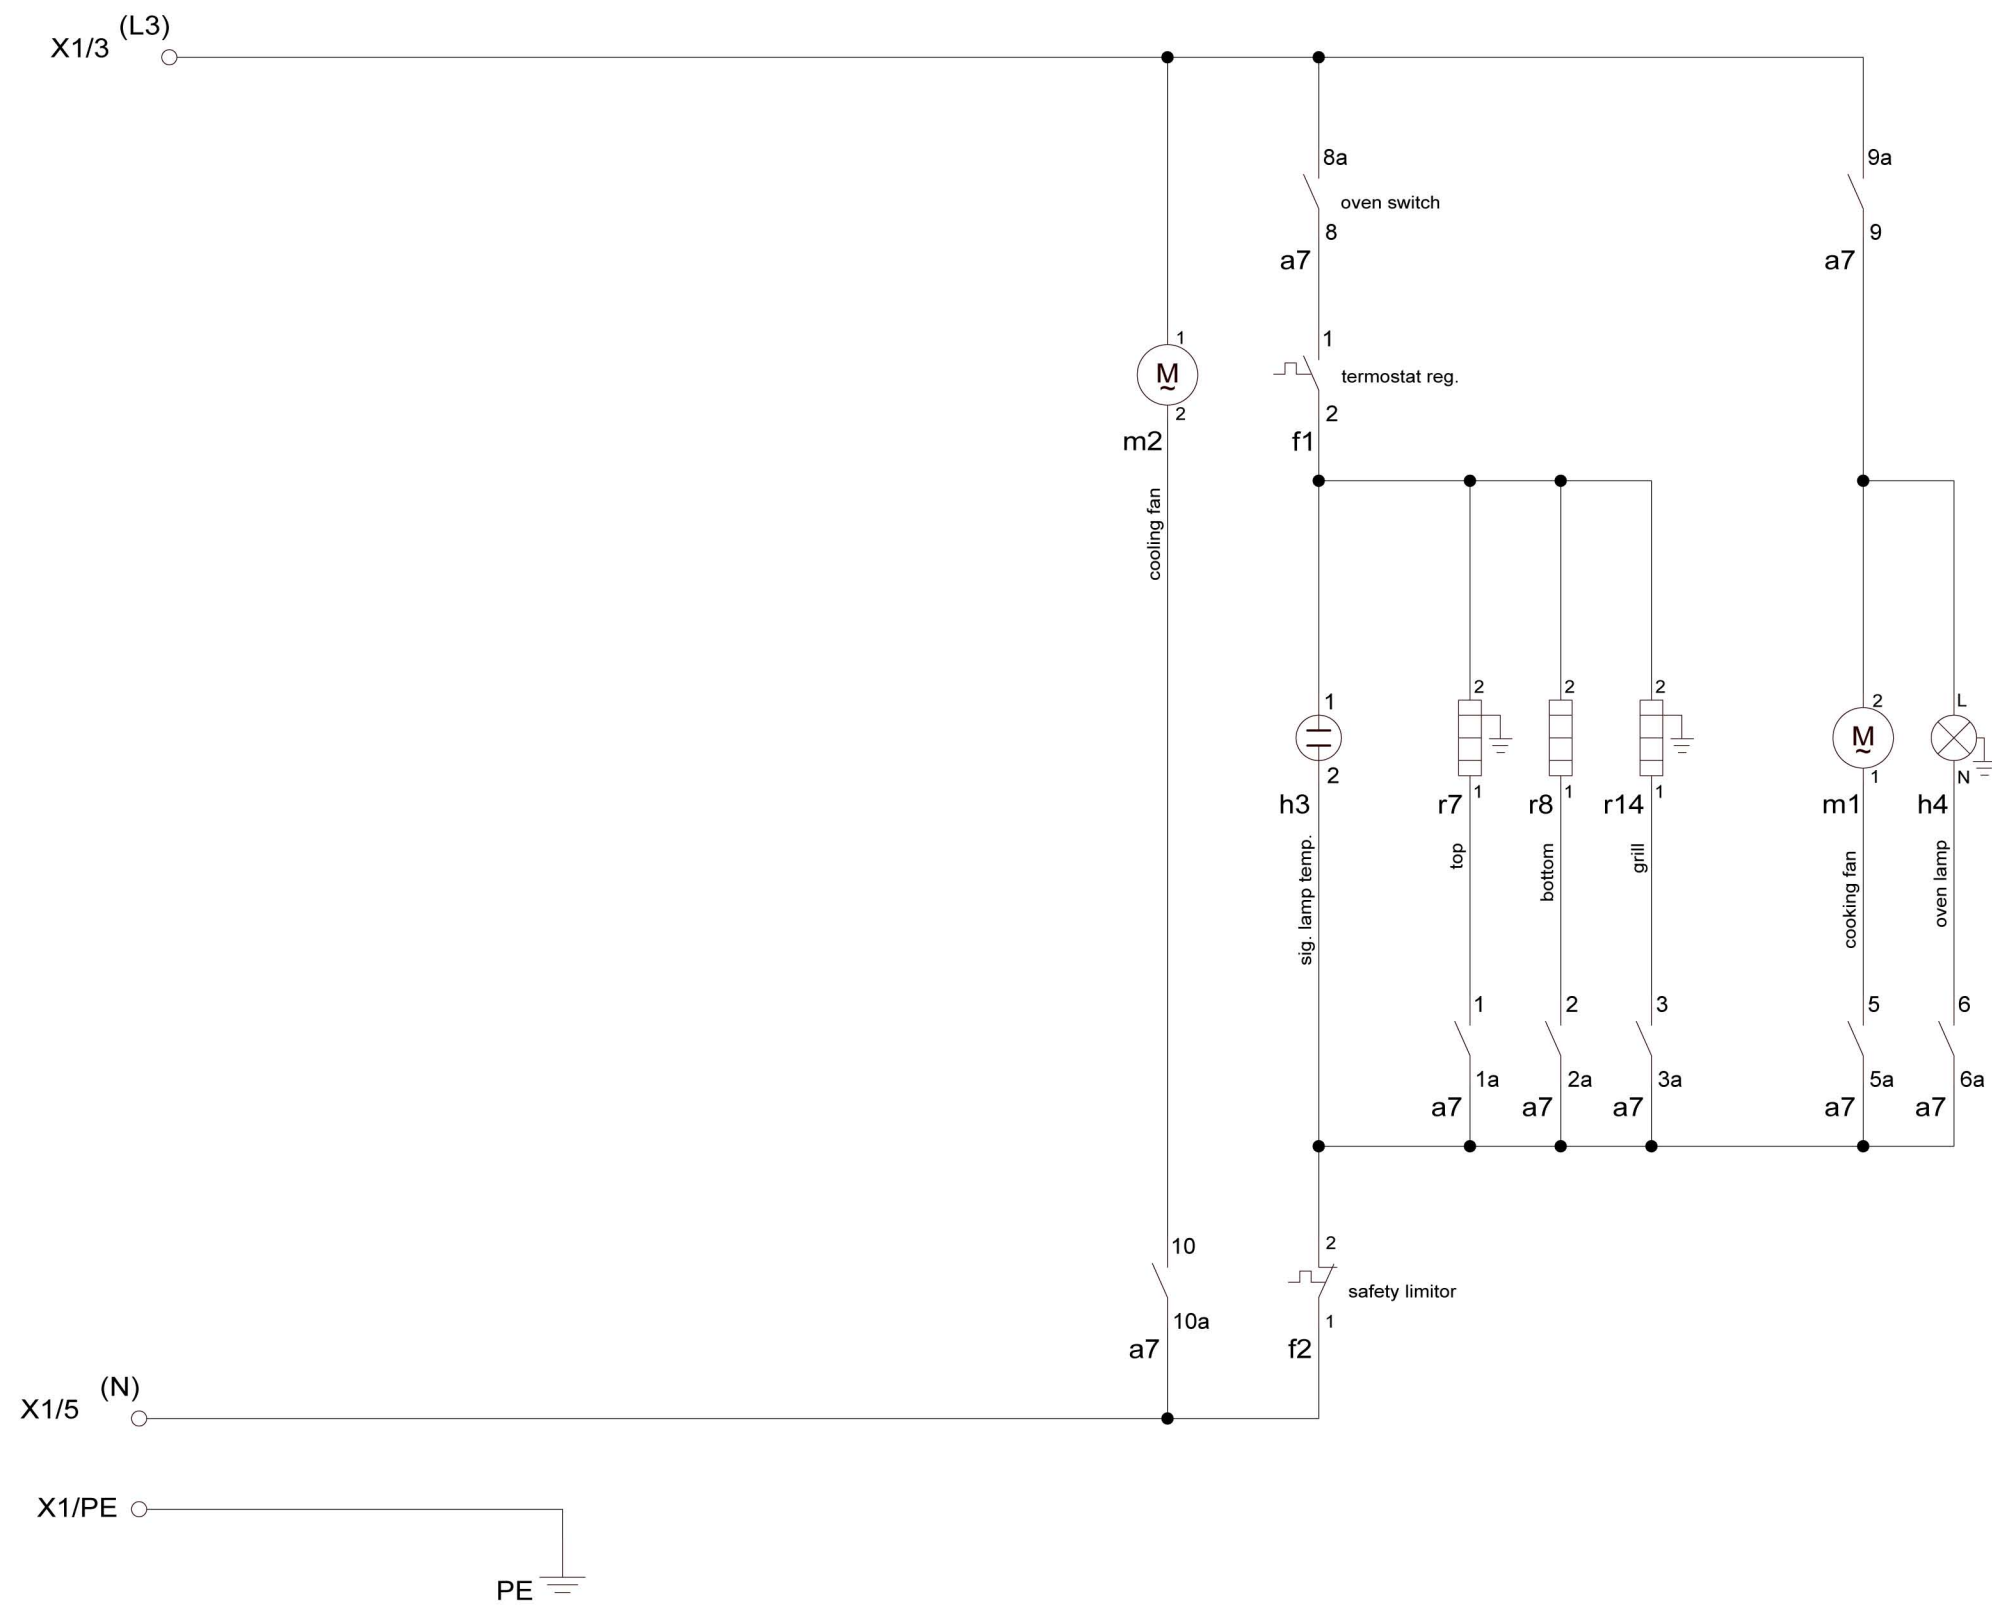 (L3)
X1/3
8a
9a
oven switch
8
9
a7
a7
1
1
M
~
termostat reg.
2
2
m2
f1
cooling fan
2
2
2
1
2
L
M
~
2
1
N
h3
1
r7
1
r8
1
r14
m1
h4
sig. lamp temp.
top
bottom
grill
cooking fan
oven lamp
1
2
3
5
6
1a
2a
3a
5a
6a
a7
a7
a7
a7
a7
10
2
safety limitor
10a
1
a7
f2
(N)
X1/5
X1/PE
PE